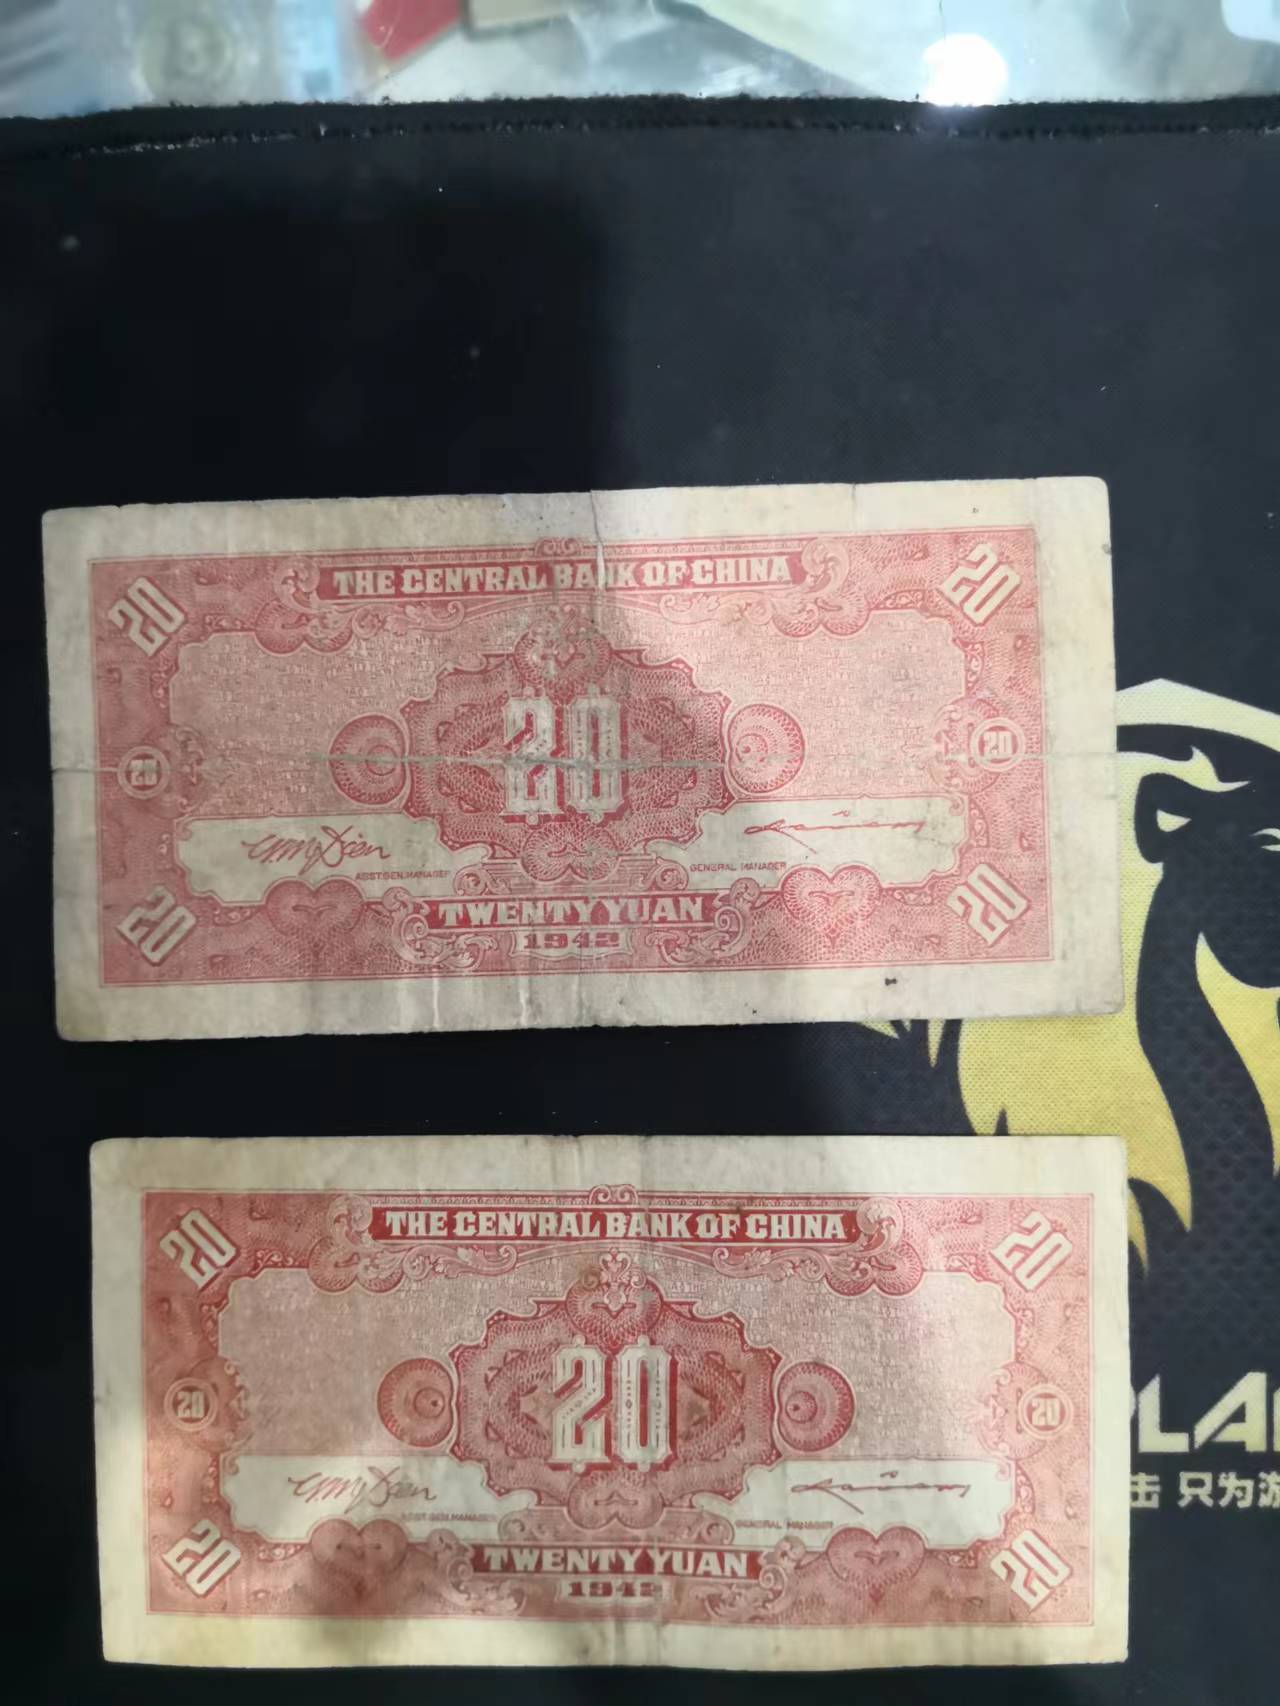 20 THE CENTRAL BANK OF CHINA 20
20 20 20
ASST.GEN.MANAGER GENERAL MANAGER
20 TWENTY YUAN 20
1942
20 THE CENTRAL BANK OF CHINA 20
20 20 20
ASST.GEN.MANAGER GENERAL MANAGER
20 TWENTY YUAN 20
1942
击 只为游